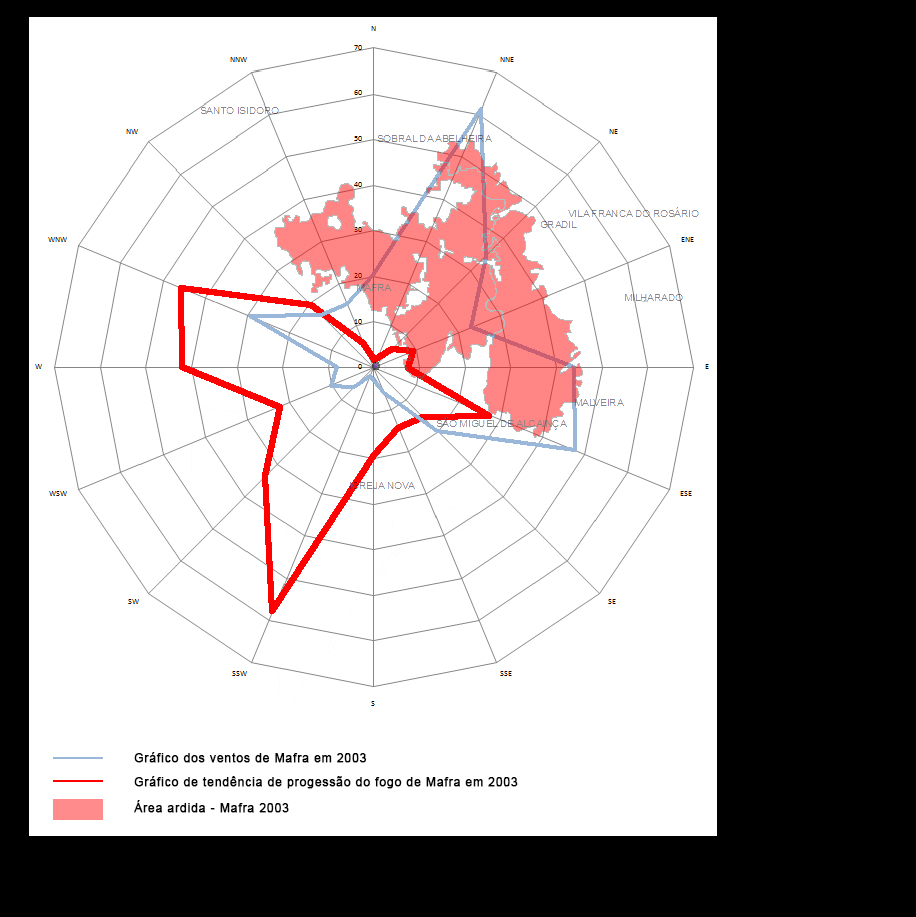 N
70
NNW
NNE
60
SANTO ISIDORO
NW
NE
50
SOBRAL DA ABELHEIRA
40
VILA FRANCA DO ROSÁRIO
GRADIL
30
WNW
ENE
20
MAFRA
MILHARADO
10
W
0
E
MALVEIRA
SÃO MIGUEL DE ALCAINÇA
IGREJA NOVA
WSW
ESE
SW
SE
SSW
SSE
S
Gráfico dos ventos de Mafra em 2003
Gráfico de tendência de progessão do fogo de Mafra em 2003
Área ardida - Mafra 2003